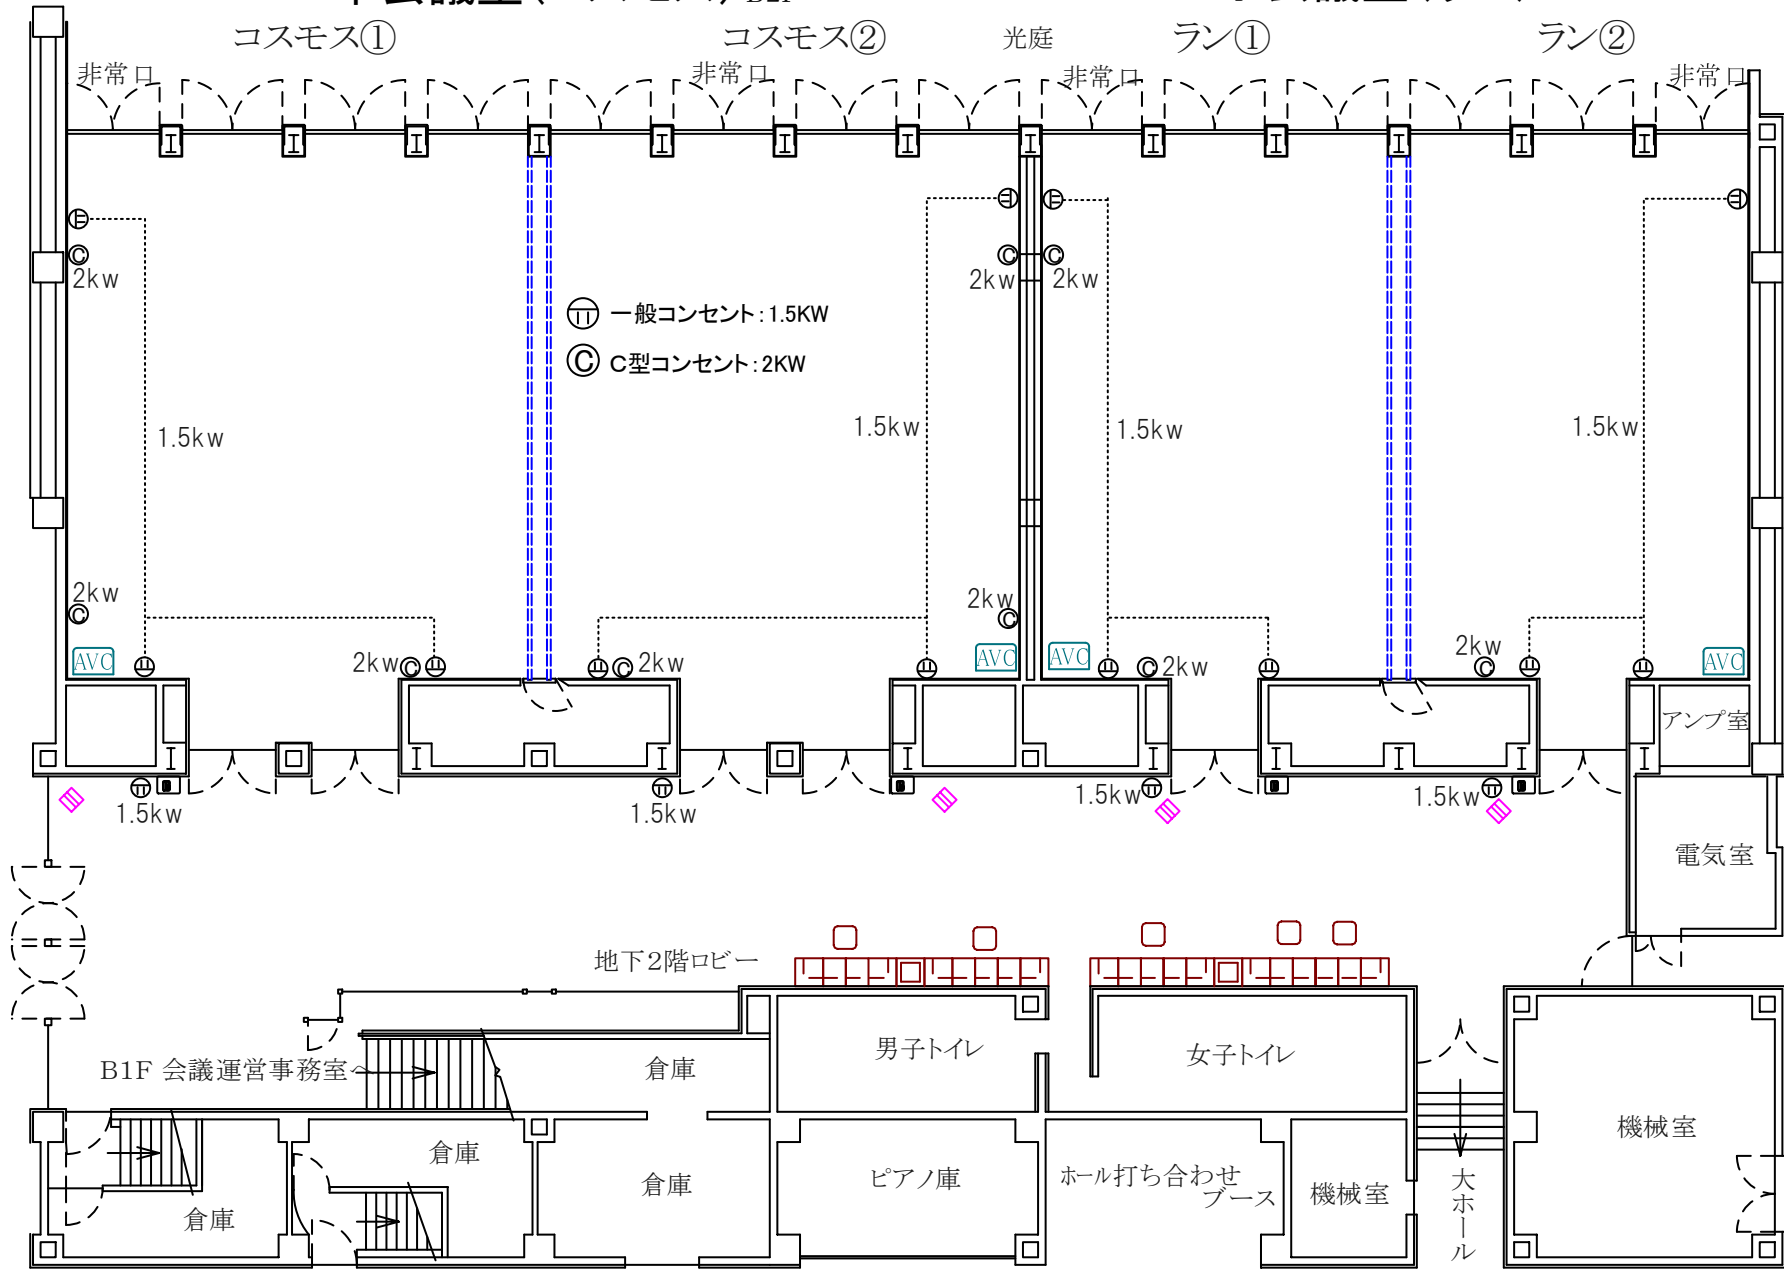 コスモス①
コスモス②
光庭
ラン①
ラン②
非常口
非常口
非常口
非常口
2kw
2kw
2kw
一般コンセント:1.5KW
C型コンセント:2KW
1.5kw
1.5kw
1.5kw
1.5kw
2kw
2kw
AVC
2kw
2kw
AVC
AVC
2kw
2kw
AVC
アンプ室
1.5kw
1.5kw
1.5kw
1.5kw
電気室
地下2階ロビー
B1F 会議運営事務室へ
倉庫
男子トイレ
女子トイレ
機械室
倉庫
倉庫
倉庫
ピアノ庫
ホール打ち合わせ
ブース
機械室
大ホール